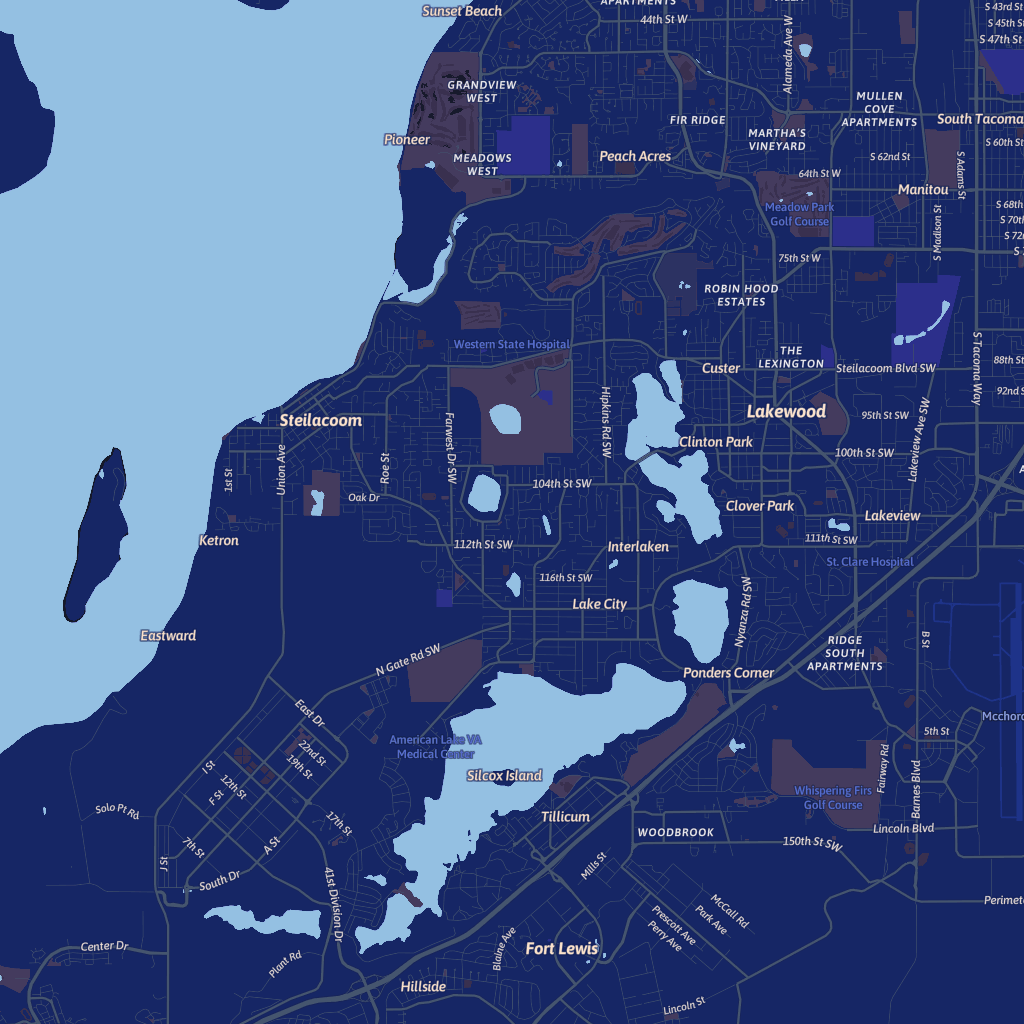 Sunset Beach
APARTMENTS
44th St W
Alameda Ave W
S 43rd St
S 45th St
S 47th St
GRANDVIEW
WEST
MULLEN
COVE
APARTMENTS
FIR RIDGE
MARTHA'S
VINEYARD
South Tacoma
Pioneer
MEADOWS
WEST
Peach Acres
S 60th St
S 62nd St
S Adams St
64th St W
Manitou
Meadow Park
Golf Course
S Madison St
S 68th
S 70th
S 72
75th St W
ROBIN HOOD
ESTATES
Western State Hospital
THE
LEXINGTON
Custer
Steilacoom Blvd SW
S Tacoma Way
88th St
92nd S
Steilacoom
Hipkins Rd SW
Lakewood
95th St SW
Clinton Park
Farwest Dr SW
Lakeview Ave SW
100th St SW
Union Ave
Roe St
1st St
104th St SW
Oak Dr
Clover Park
Lakeview
Ketron
112th St SW
Interlaken
111th St SW
St. Clare Hospital
116th St SW
Lake City
Nyanza Rd SW
Eastward
B St
RIDGE
SOUTH
APARTMENTS
N Gate Rd SW
Ponders Corner
East Dr
Mcchord
5th St
American Lake VA
Medical Center
22nd St
19th St
I St
12th St
F St
Silcox Island
Fairway Rd
Barnes Blvd
Whispering Firs
Golf Course
Solo Pt Rd
17th St
Tillicum
WOODBROOK
Lincoln Blvd
150th St SW
7th St
A St
J St
South Dr
41st Division Dr
Mills St
McCall Rd
Park Ave
Prescott Ave
Perry Ave
Perimete
Center Dr
Plant Rd
Blaine Ave
Fort Lewis
Hillside
Lincoln St